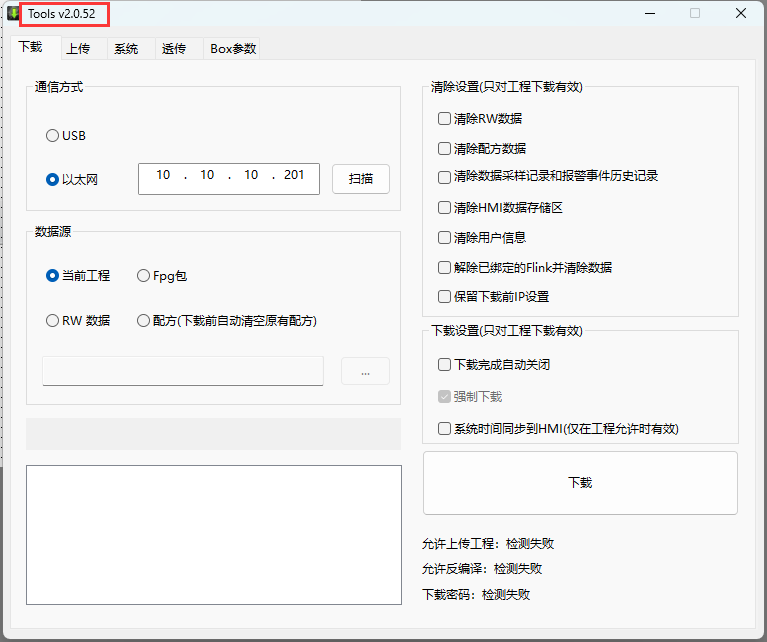 Tools v2.0.52
下载 上传 系统 透传 Box参数
通信方式
USB
以太网 10 . 10 . 10 . 201 扫描
数据源
当前工程 Fpg包
RW 数据 配方(下载前自动清空原有配方)
...
清除设置(只对工程下载有效)
清除RW数据
清除配方数据
清除数据采样记录和报警事件历史记录
清除HMI数据存储区
清除用户信息
解除已绑定的Flink并清除数据
保留下载前IP设置
下载设置(只对工程下载有效)
下载完成自动关闭
强制下载
系统时间同步到HMI(仅在工程允许时有效)
下载
允许上传工程：检测失败
允许反编译：检测失败
下载密码：检测失败